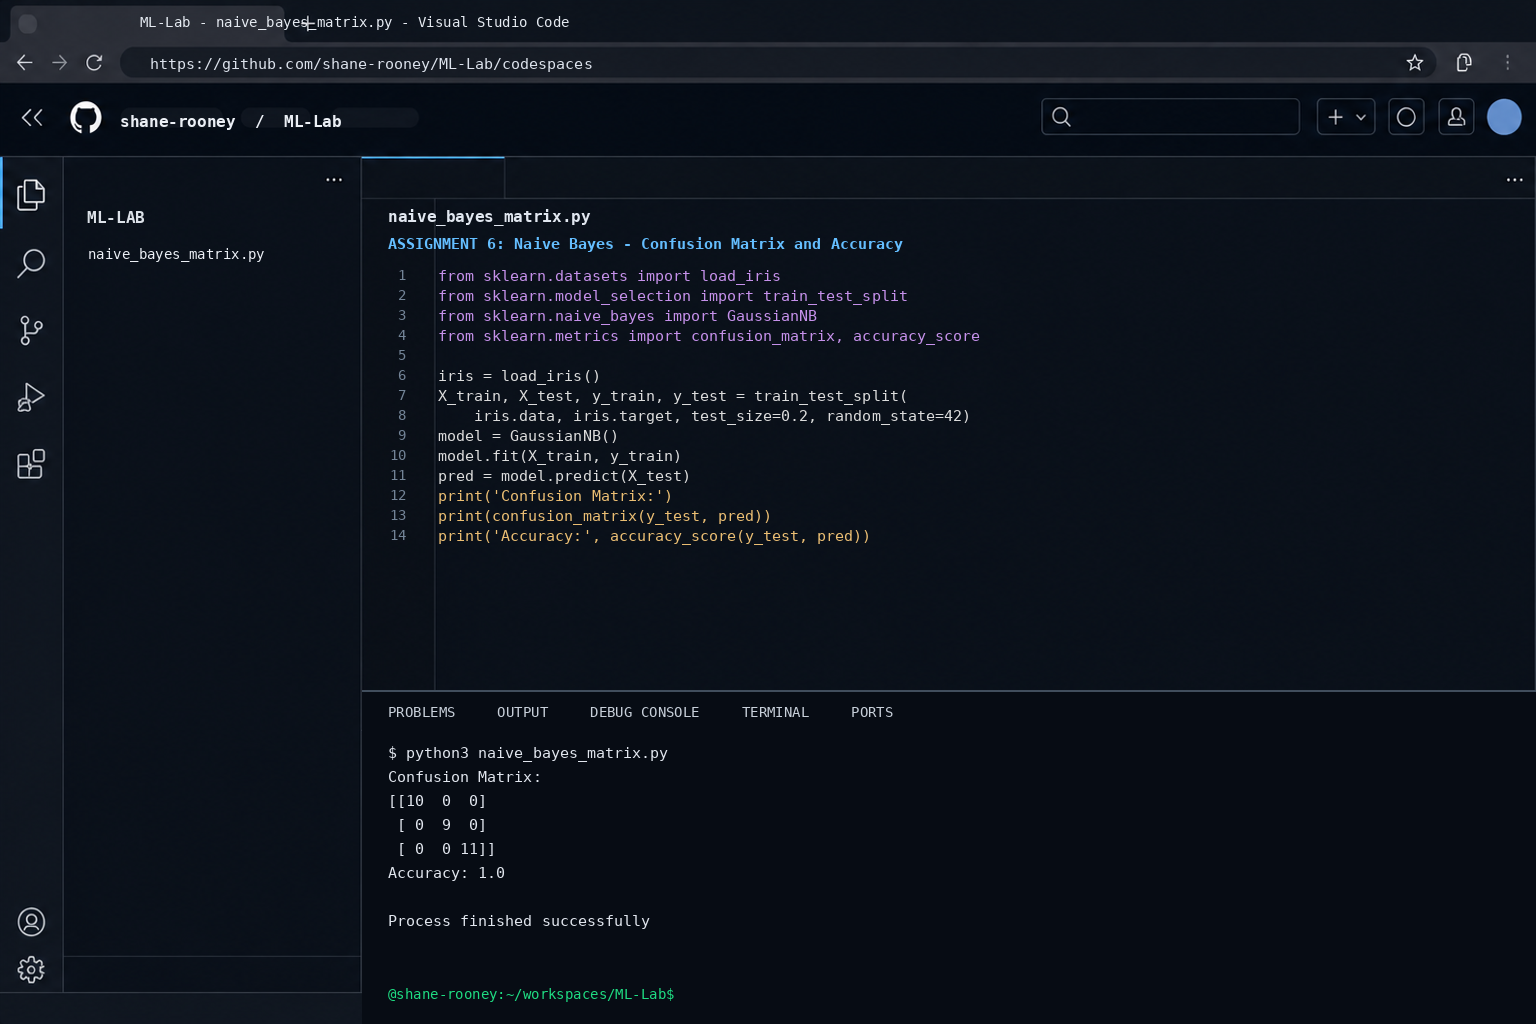 ML-Lab - naive_bayes_matrix.py - Visual Studio Code
https://github.com/shane-rooney/ML-Lab/codespaces
shane-rooney / ML-Lab
ML-LAB
naive_bayes_matrix.py
naive_bayes_matrix.py
ASSIGNMENT 6: Naive Bayes - Confusion Matrix and Accuracy
1 from sklearn.datasets import load_iris
2 from sklearn.model_selection import train_test_split
3 from sklearn.naive_bayes import GaussianNB
4 from sklearn.metrics import confusion_matrix, accuracy_score
5
6 iris = load_iris()
7 X_train, X_test, y_train, y_test = train_test_split(
8     iris.data, iris.target, test_size=0.2, random_state=42)
9 model = GaussianNB()
10 model.fit(X_train, y_train)
11 pred = model.predict(X_test)
12 print('Confusion Matrix:')
13 print(confusion_matrix(y_test, pred))
14 print('Accuracy:', accuracy_score(y_test, pred))
PROBLEMS OUTPUT DEBUG CONSOLE TERMINAL PORTS
$ python3 naive_bayes_matrix.py
Confusion Matrix:
[[10  0  0]
 [ 0  9  0]
 [ 0  0 11]]
Accuracy: 1.0
Process finished successfully
@shane-rooney:~/workspaces/ML-Lab$